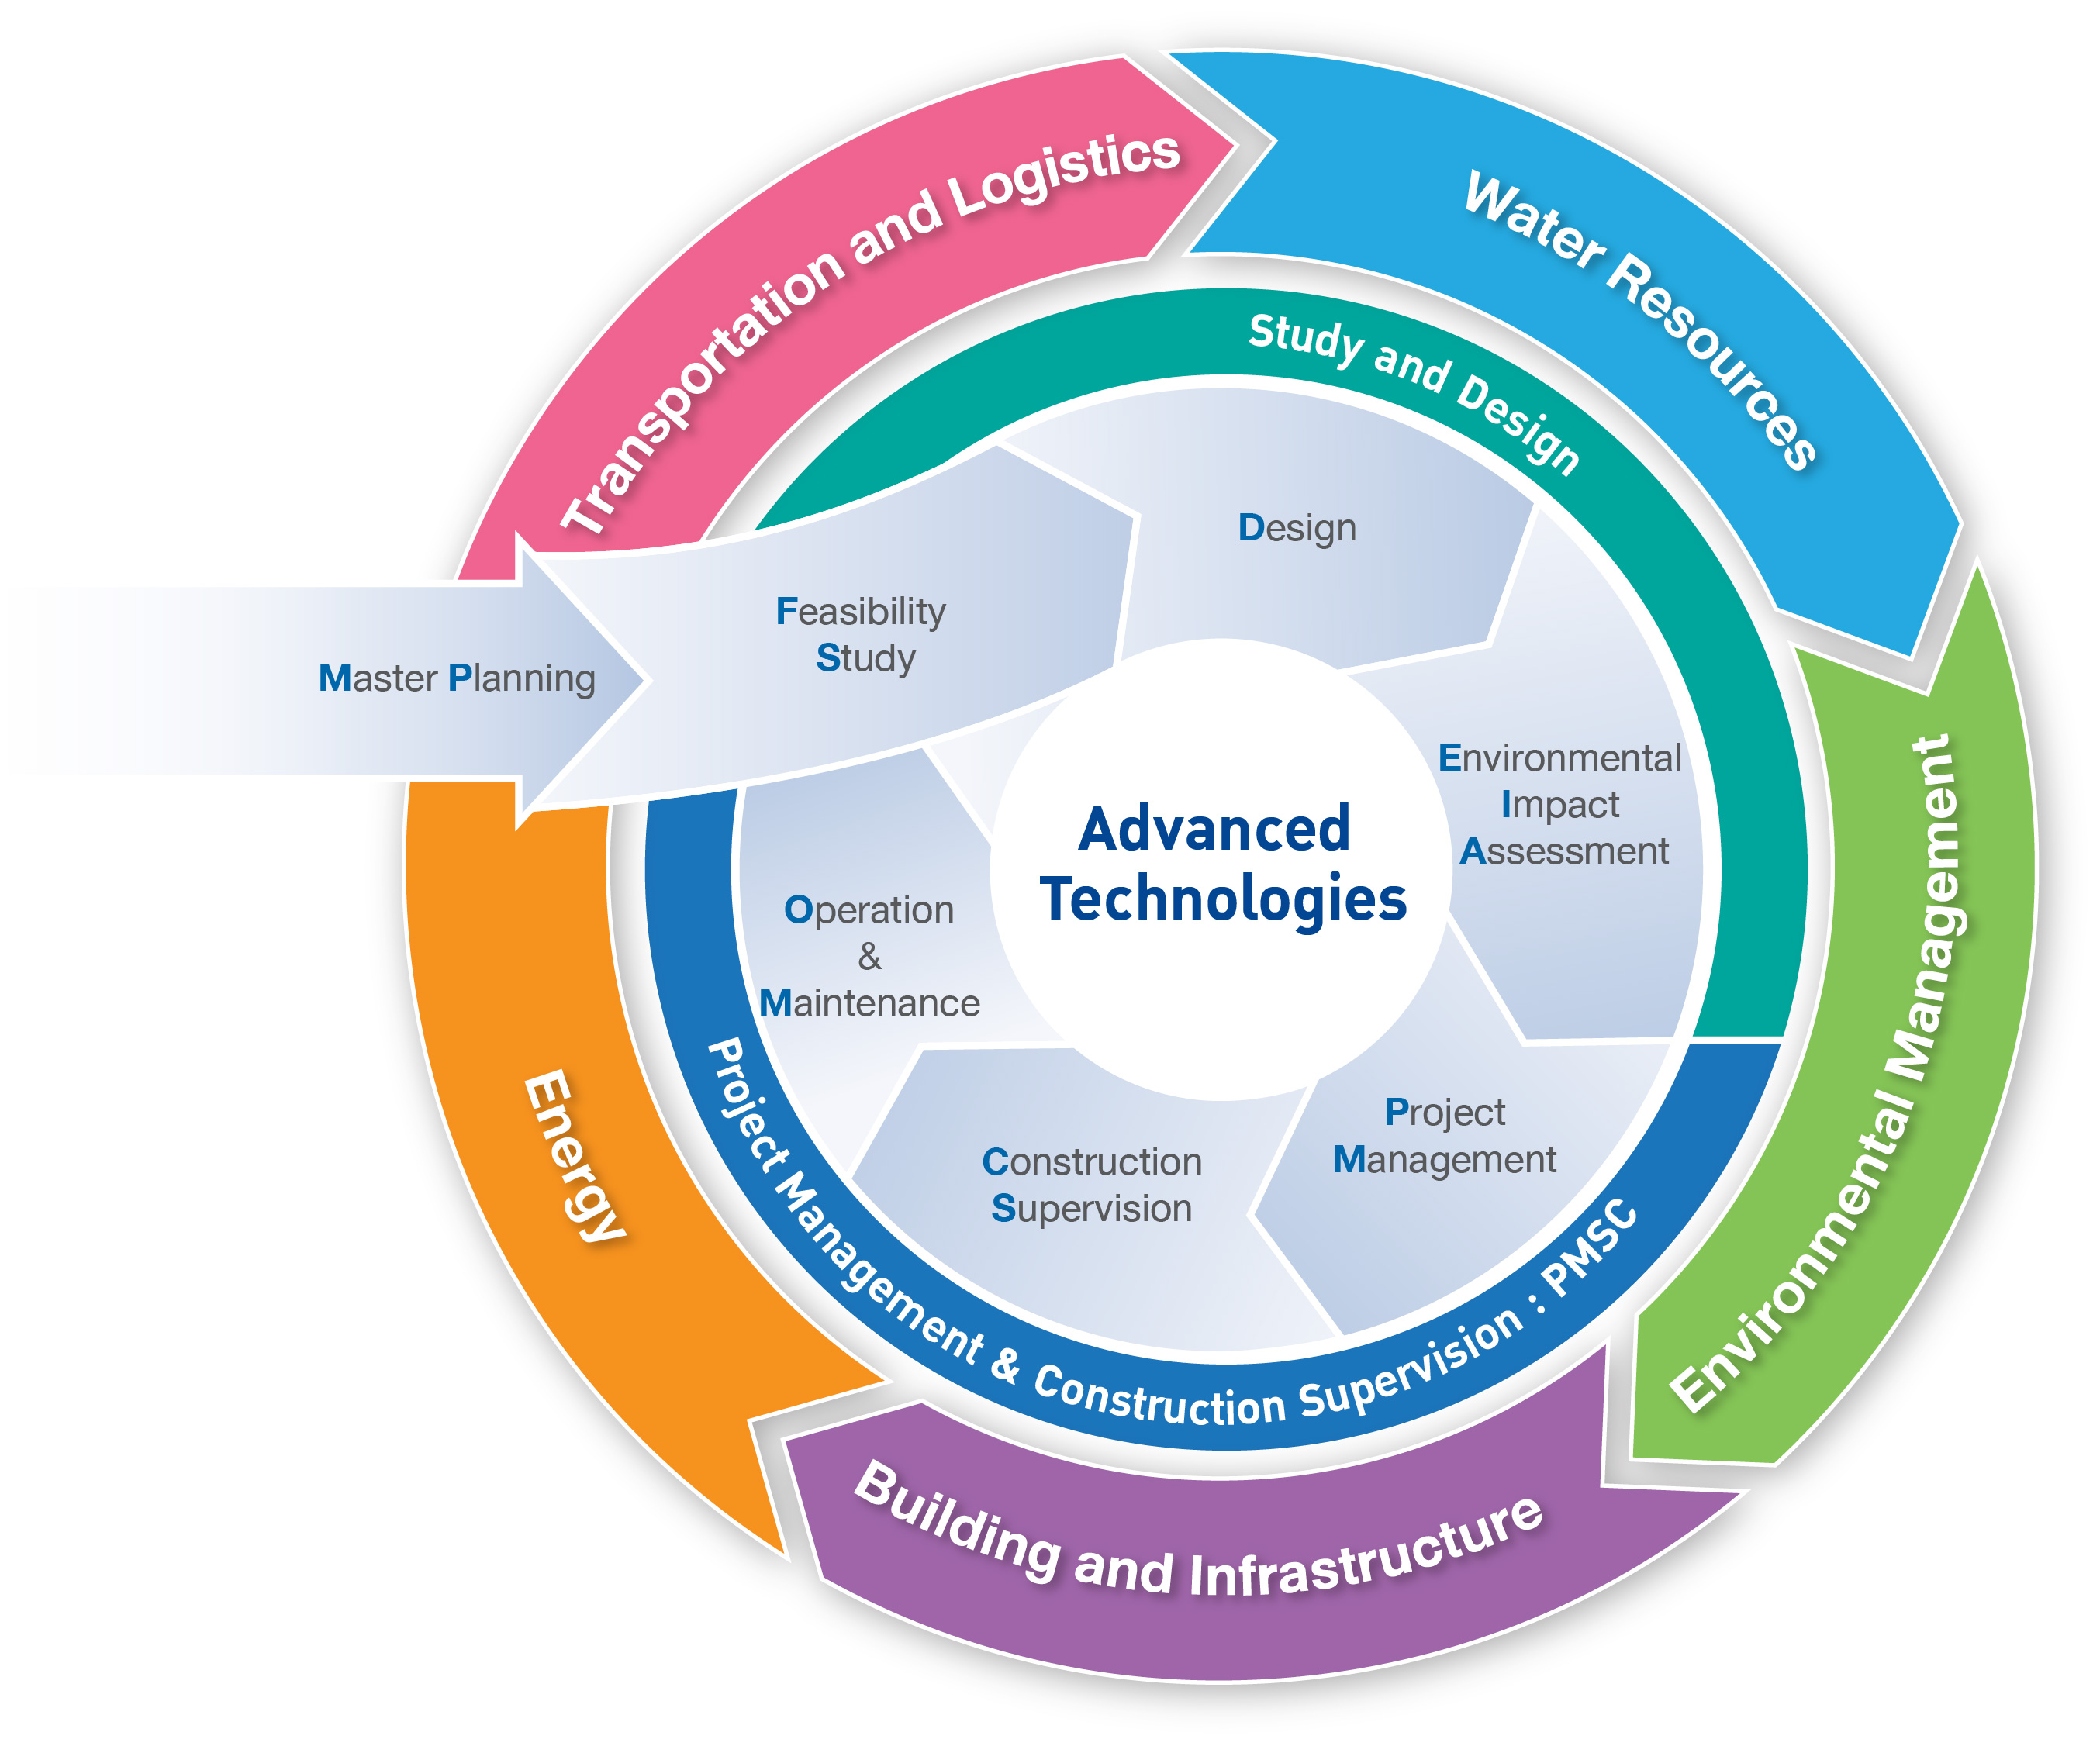 Transportation and Logistics
Water Resources
Study and Design
Design
Feasibility
Study
Master Planning
Environmental
Impact
Assessment
Advanced
Technologies
Operation
&
Maintenance
Project
Management
Construction
Supervision
Project Management & Construction Supervision : PMSC
Environmental Management
Energy
Building and Infrastructure